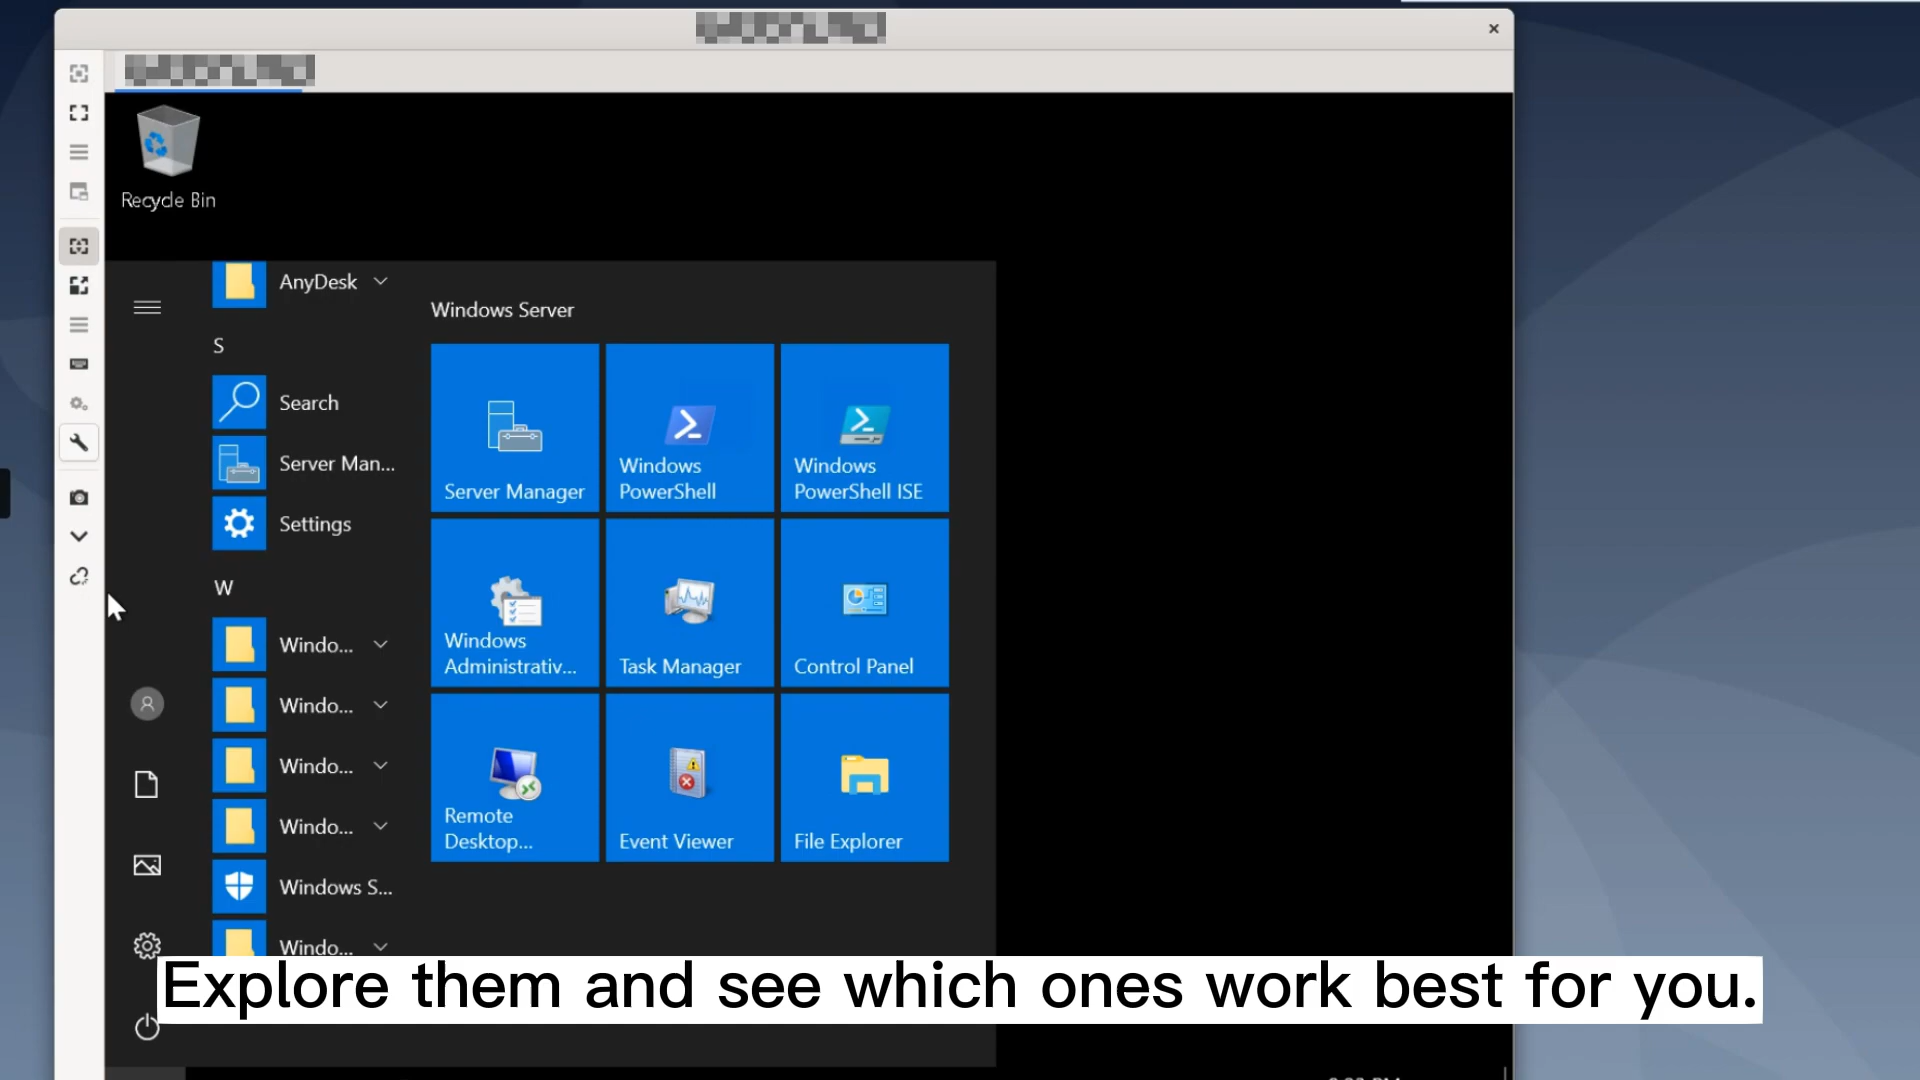 Recycle Bin
AnyDesk
Windows Server
S
Search
Server Man...
Settings
W
Windo...
Windo...
Windo...
Windo...
Windows S...
Windo...
Server Manager
Windows
PowerShell
Windows
PowerShell ISE
Windows
Administrativ...
Task Manager
Control Panel
Remote
Desktop...
Event Viewer
File Explorer
Explore them and see which ones work best for you.